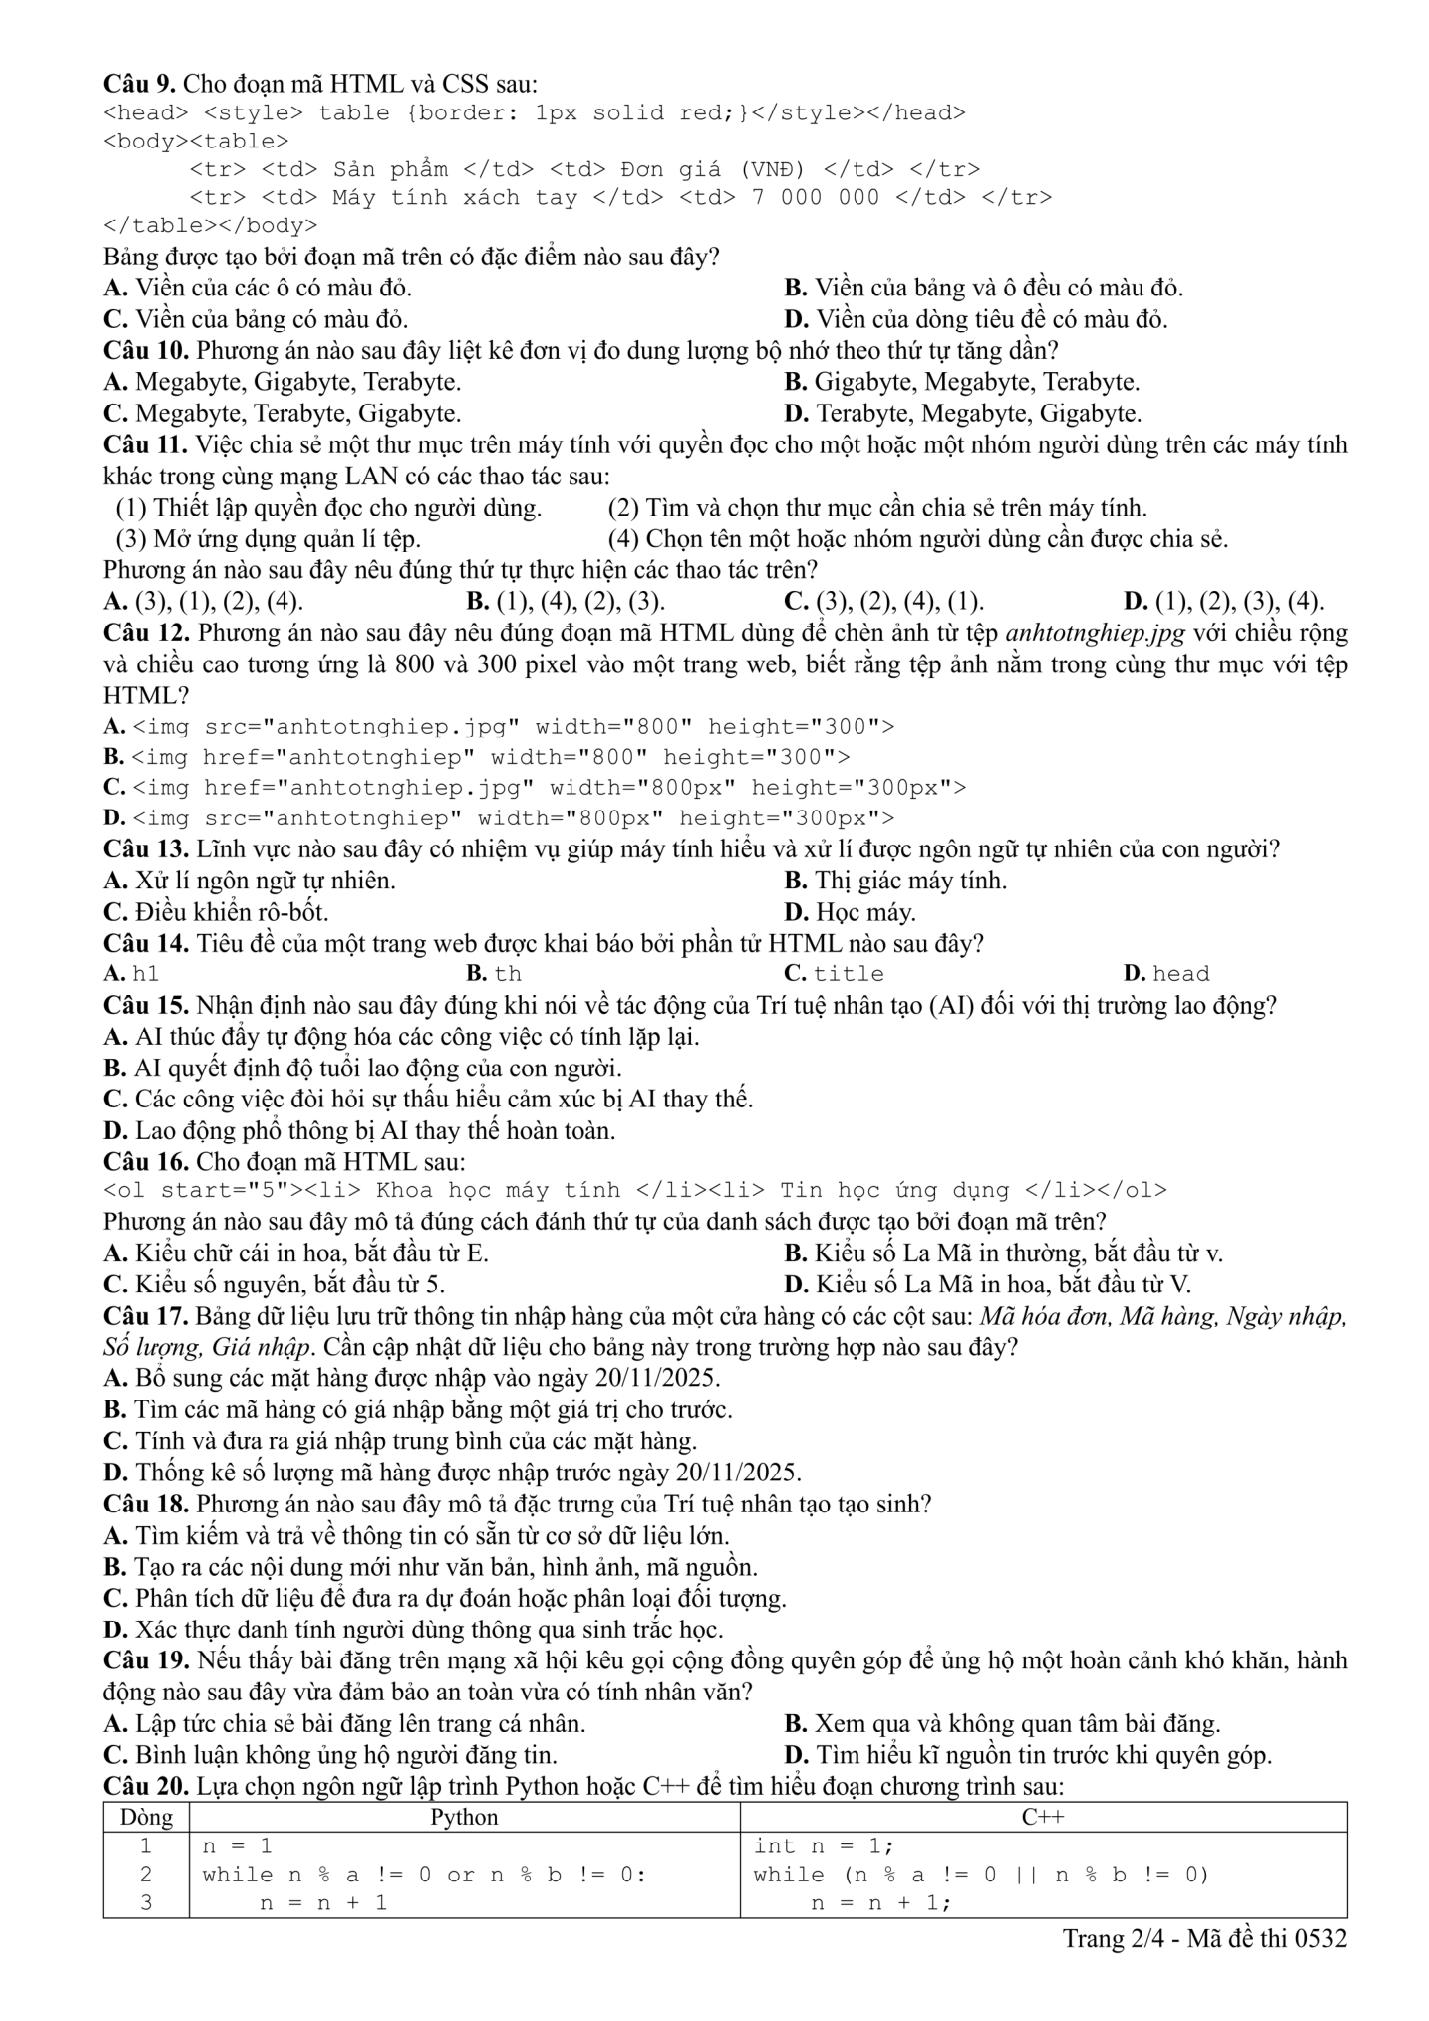 Câu 9. Cho đoạn mã HTML và CSS sau:
<head> <style> table {border: 1px solid red;}</style></head>
<body><table>
<tr> <td> Sản phẩm </td> <td> Đơn giá (VNĐ) </td> </tr>
<tr> <td> Máy tính xách tay </td> <td> 7 000 000 </td> </tr>
</table></body>
Bảng được tạo bởi đoạn mã trên có đặc điểm nào sau đây?
A. Viền của các ô có màu đỏ. B. Viền của bảng và ô đều có màu đỏ.
C. Viền của bảng có màu đỏ. D. Viền của dòng tiêu đề có màu đỏ.
Câu 10. Phương án nào sau đây liệt kê đơn vị đo dung lượng bộ nhớ theo thứ tự tăng dần?
A. Megabyte, Gigabyte, Terabyte. B. Gigabyte, Megabyte, Terabyte.
C. Megabyte, Terabyte, Gigabyte. D. Terabyte, Megabyte, Gigabyte.
Câu 11. Việc chia sẻ một thư mục trên máy tính với quyền đọc cho một hoặc một nhóm người dùng trên các máy tính
khác trong cùng mạng LAN có các thao tác sau:
(1) Thiết lập quyền đọc cho người dùng. (2) Tìm và chọn thư mục cần chia sẻ trên máy tính.
(3) Mở ứng dụng quản lí tệp. (4) Chọn tên một hoặc nhóm người dùng cần được chia sẻ.
Phương án nào sau đây nêu đúng thứ tự thực hiện các thao tác trên?
A. (3), (1), (2), (4). B. (1), (4), (2), (3). C. (3), (2), (4), (1). D. (1), (2), (3), (4).
Câu 12. Phương án nào sau đây nêu đúng đoạn mã HTML dùng để chèn ảnh từ tệp anhtotnghiep.jpg với chiều rộng
và chiều cao tương ứng là 800 và 300 pixel vào một trang web, biết rằng tệp ảnh nằm trong cùng thư mục với tệp
HTML?
A. <img src="anhtotnghiep.jpg" width="800" height="300">
B. <img href="anhtotnghiep" width="800" height="300">
C. <img href="anhtotnghiep.jpg" width="800px" height="300px">
D. <img src="anhtotnghiep" width="800px" height="300px">
Câu 13. Lĩnh vực nào sau đây có nhiệm vụ giúp máy tính hiểu và xử lí được ngôn ngữ tự nhiên của con người?
A. Xử lí ngôn ngữ tự nhiên. B. Thị giác máy tính.
C. Điều khiển rô-bốt. D. Học máy.
Câu 14. Tiêu đề của một trang web được khai báo bởi phần tử HTML nào sau đây?
A. h1 B. th C. title D. head
Câu 15. Nhận định nào sau đây đúng khi nói về tác động của Trí tuệ nhân tạo (AI) đối với thị trường lao động?
A. AI thúc đẩy tự động hóa các công việc có tính lặp lại.
B. AI quyết định độ tuổi lao động của con người.
C. Các công việc đòi hỏi sự thấu hiểu cảm xúc bị AI thay thế.
D. Lao động phổ thông bị AI thay thế hoàn toàn.
Câu 16. Cho đoạn mã HTML sau:
<ol start="5"><li> Khoa học máy tính </li><li> Tin học ứng dụng </li></ol>
Phương án nào sau đây mô tả đúng cách đánh thứ tự của danh sách được tạo bởi đoạn mã trên?
A. Kiểu chữ cái in hoa, bắt đầu từ E. B. Kiểu số La Mã in thường, bắt đầu từ v.
C. Kiểu số nguyên, bắt đầu từ 5. D. Kiểu số La Mã in hoa, bắt đầu từ V.
Câu 17. Bảng dữ liệu lưu trữ thông tin nhập hàng của một cửa hàng có các cột sau: Mã hóa đơn, Mã hàng, Ngày nhập,
Số lượng, Giá nhập. Cần cập nhật dữ liệu cho bảng này trong trường hợp nào sau đây?
A. Bổ sung các mặt hàng được nhập vào ngày 20/11/2025.
B. Tìm các mã hàng có giá nhập bằng một giá trị cho trước.
C. Tính và đưa ra giá nhập trung bình của các mặt hàng.
D. Thống kê số lượng mã hàng được nhập trước ngày 20/11/2025.
Câu 18. Phương án nào sau đây mô tả đặc trưng của Trí tuệ nhân tạo tạo sinh?
A. Tìm kiếm và trả về thông tin có sẵn từ cơ sở dữ liệu lớn.
B. Tạo ra các nội dung mới như văn bản, hình ảnh, mã nguồn.
C. Phân tích dữ liệu để đưa ra dự đoán hoặc phân loại đối tượng.
D. Xác thực danh tính người dùng thông qua sinh trắc học.
Câu 19. Nếu thấy bài đăng trên mạng xã hội kêu gọi cộng đồng quyên góp để ủng hộ một hoàn cảnh khó khăn, hành
động nào sau đây vừa đảm bảo an toàn vừa có tính nhân văn?
A. Lập tức chia sẻ bài đăng lên trang cá nhân. B. Xem qua và không quan tâm bài đăng.
C. Bình luận không ủng hộ người đăng tin. D. Tìm hiểu kĩ nguồn tin trước khi quyên góp.
Câu 20. Lựa chọn ngôn ngữ lập trình Python hoặc C++ để tìm hiểu đoạn chương trình sau:
Dòng Python C++
1 n = 1 int n = 1;
2 while n % a != 0 or n % b != 0: while (n % a != 0 || n % b != 0)
3 n = n + 1 n = n + 1;
Trang 2/4 - Mã đề thi 0532